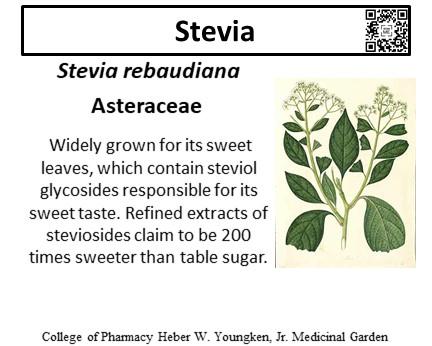 Stevia
Stevia rebaudiana
Asteraceae
Widely grown for its sweet
leaves, which contain steviol
glycosides responsible for its
sweet taste. Refined extracts of
steviosides claim to be 200
times sweeter than table sugar.
College of Pharmacy Heber W. Youngken, Jr. Medicinal Garden